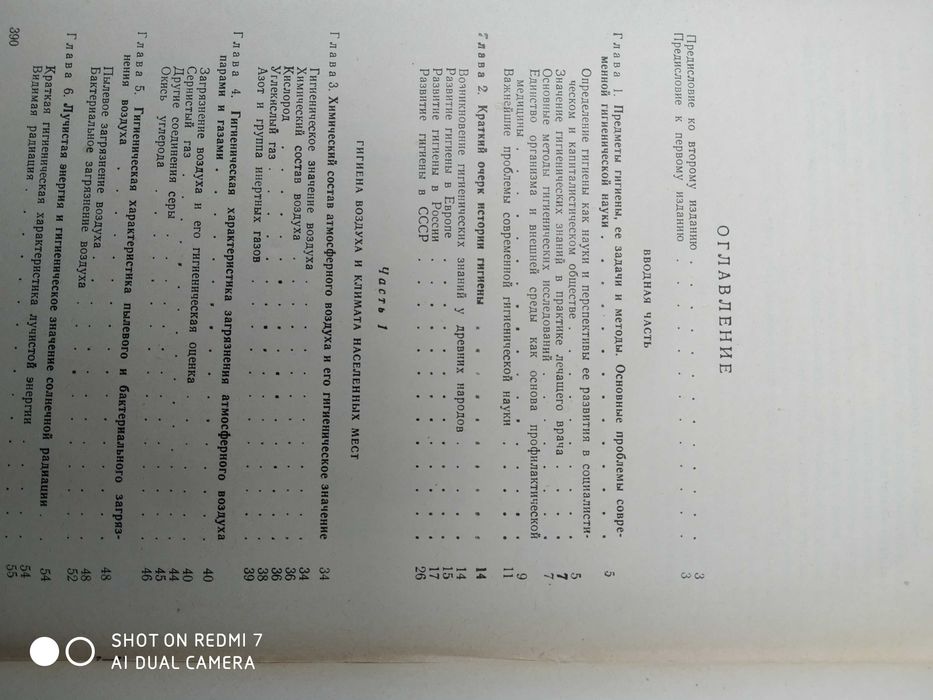 ОГЛАВЛЕНИЕ
Предисловие ко второму изданию . . . . . . . . 3
Предисловие к первому изданию . . . . . . . . 3
ВВОДНАЯ ЧАСТЬ
Глава 1. Предметы гигиены, ее задачи и методы. Основные проблемы совре-
менной гигиенической науки . . . . . . . . 5
Определение гигиены как науки и перспективы ее развития в социалисти-
ческом и капиталистическом обществе . . . . . . 5
Значение гигиенических знаний в практике лечащего врача . . . . 7
Основные методы гигиенических исследований . . . . . . 7
Единство организма и внешней среды как основа профилактической
медицины . . . . . . . . . 9
Важнейшие проблемы современной гигиенической науки . . . . 11
Глава 2. Краткий очерк истории гигиены . . . . . . 14
Возникновение гигиенических знаний у древних народов . . . . 14
Развитие гигиены в Европе . . . . . . . . 15
Развитие гигиены в России . . . . . . . . 17
Развитие гигиены в СССР . . . . . . . . 26
Часть I
ГИГИЕНА ВОЗДУХА И КЛИМАТА НАСЕЛЕННЫХ МЕСТ
Глава 3. Химический состав атмосферного воздуха и его гигиеническое значение 34
Гигиеническое значение воздуха . . . . . . . 34
Химический состав воздуха . . . . . . . 36
Кислород . . . . . . . . . 36
Углекислый газ . . . . . . . . 36
Азот и группа инертных газов . . . . . . . 38
Глава 4. Гигиеническая характеристика загрязнения атмосферного воздуха
парами и газами . . . . . . . . 39
Загрязнение воздуха и его гигиеническая оценка . . . . . 40
Сернистый газ . . . . . . . . 40
Другие соединения серы . . . . . . . 44
Окись углерода . . . . . . . . 45
Глава 5. Гигиеническая характеристика пылевого и бактериального загряз-
нения воздуха . . . . . . . . 46
Пылевое загрязнение воздуха . . . . . . . 48
Бактериальное загрязнение воздуха . . . . . . 48
Глава 6. Лучистая энергия и гигиеническое значение солнечной радиации . 52
Краткая гигиеническая характеристика лучистой энергии . . . . 54
Видимая радиация . . . . . . . . 54
55
390
SHOT ON REDMI 7
AI DUAL CAMERA